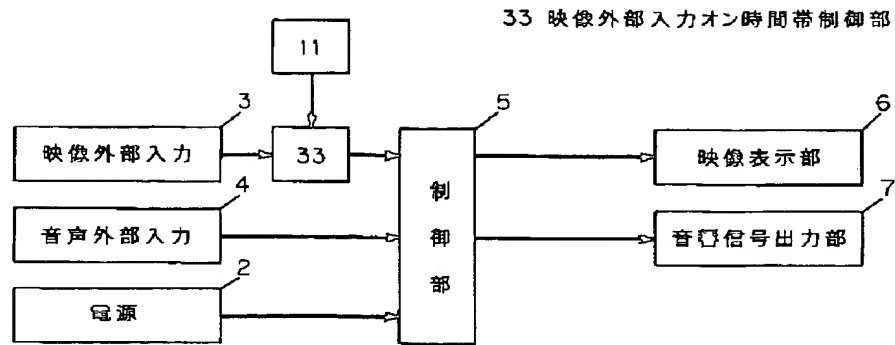 33 映像外部入力オン時間帯制御部
11
3
映像外部入力
33
5
制御部
6
映像表示部
4
音声外部入力
7
音響信号出力部
2
電源